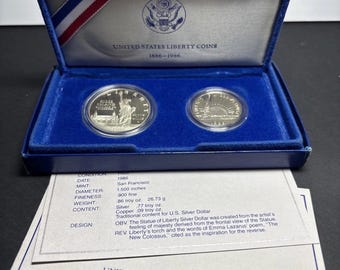 UNITED STATES LIBERTY COINS
1886-1986
CONDITION
DATE: 1986
MINT: San Francisco
DIAMETER: 1.500 inches
FINENESS: 900 fine
WEIGHT: .86 troy oz 26.73 g
CONTENT: Silver .77 troy oz
Copper .09 troy oz
Traditional content for U.S. Silver Dollar
DESIGN: OBV. The Statue of Liberty Silver Dollar was created from the artist's
feeling of majesty derived from the frontal view of the Statue.
REV. Liberty's torch and the words of Emma Lazarus' poem, "The
New Colossus," cited as the inspiration for the reverse.